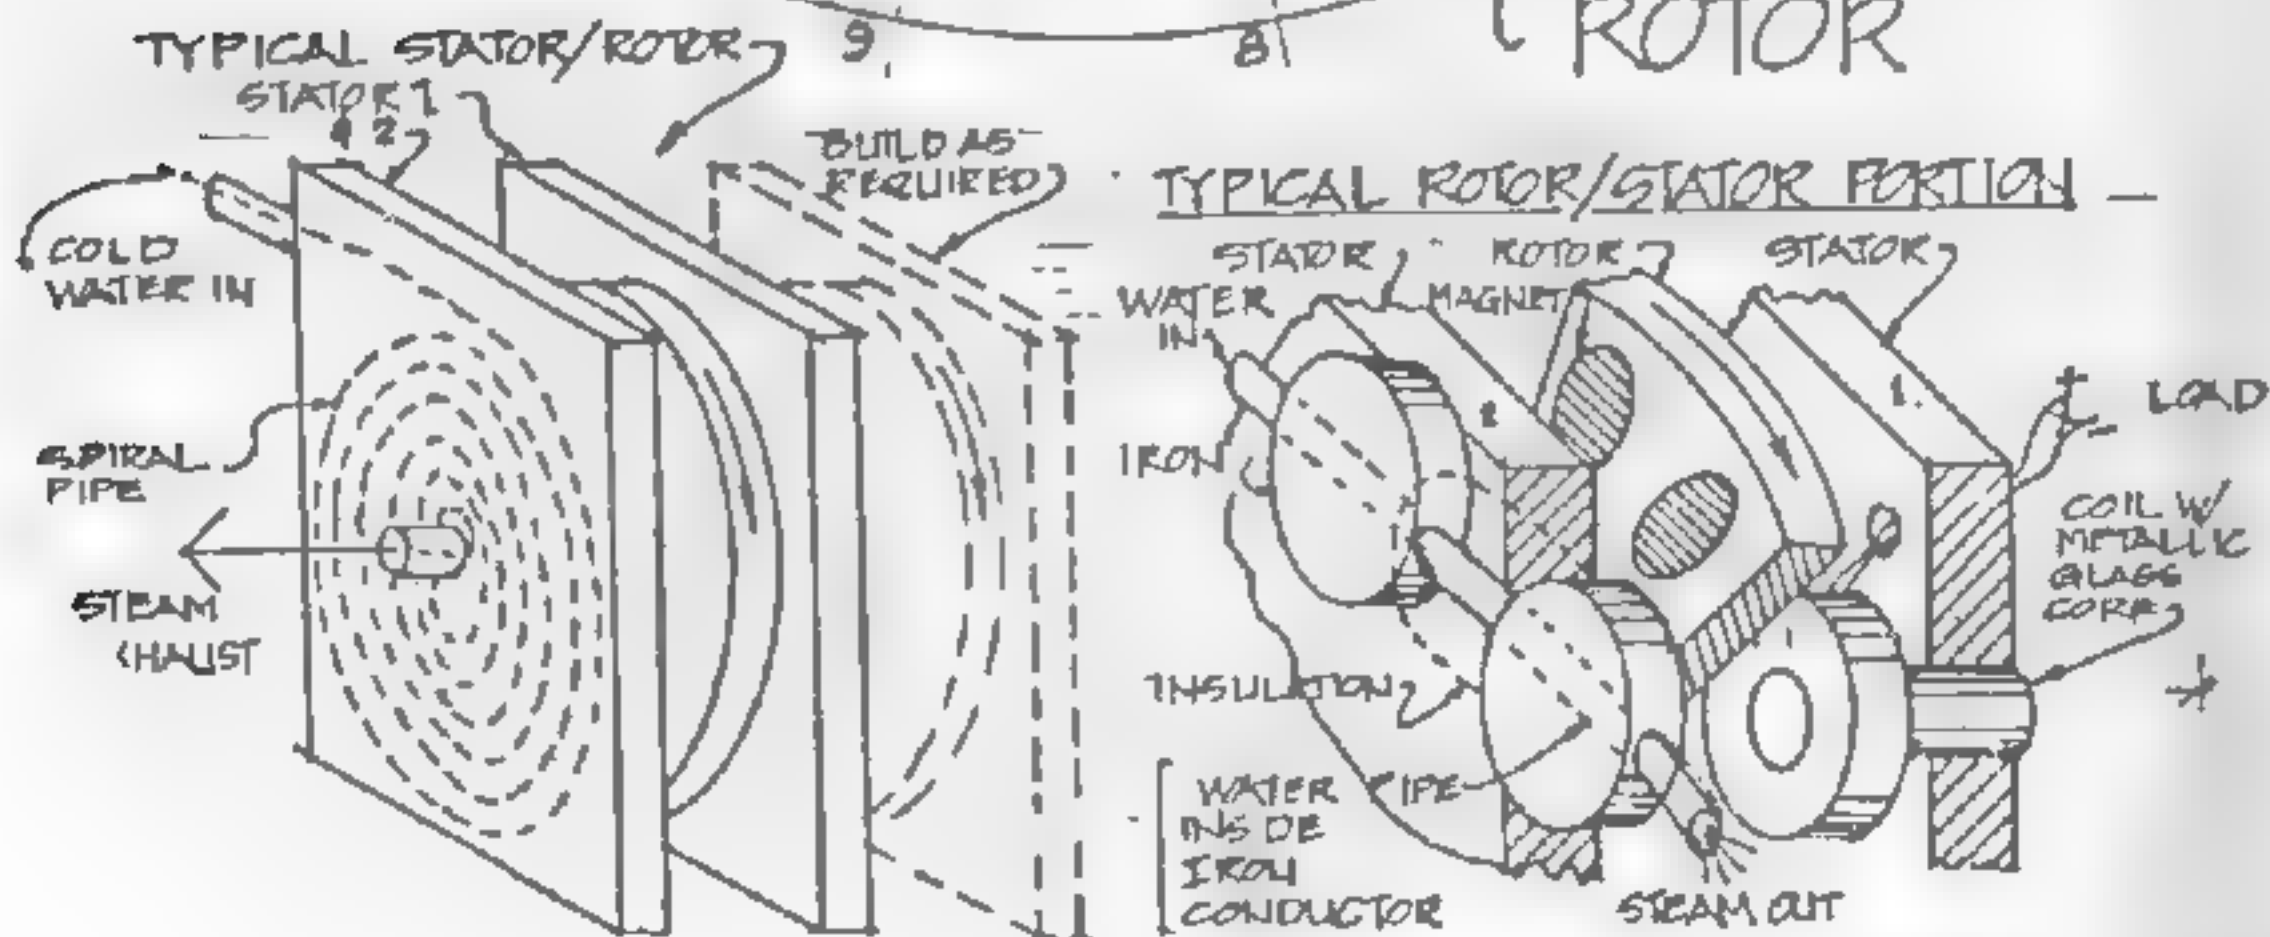 ROTOR
9
8
TYPICAL STATOR/ROTOR
STATOR 1
& 2
BUILD AS
REQUIRED
COLD
WATER IN
SPIRAL
PIPE
STEAM
HAUST
TYPICAL ROTOR/STATOR PORTION
STATOR
ROTOR
STATOR
WATER
IN
MAGNET
2
1.
+
-
LOAD
IRON
COIL W/
METALLIC
GLASS
CORE
INSULATION
WATER PIPE
INSIDE
IRON
CONDUCTOR
STEAM OUT